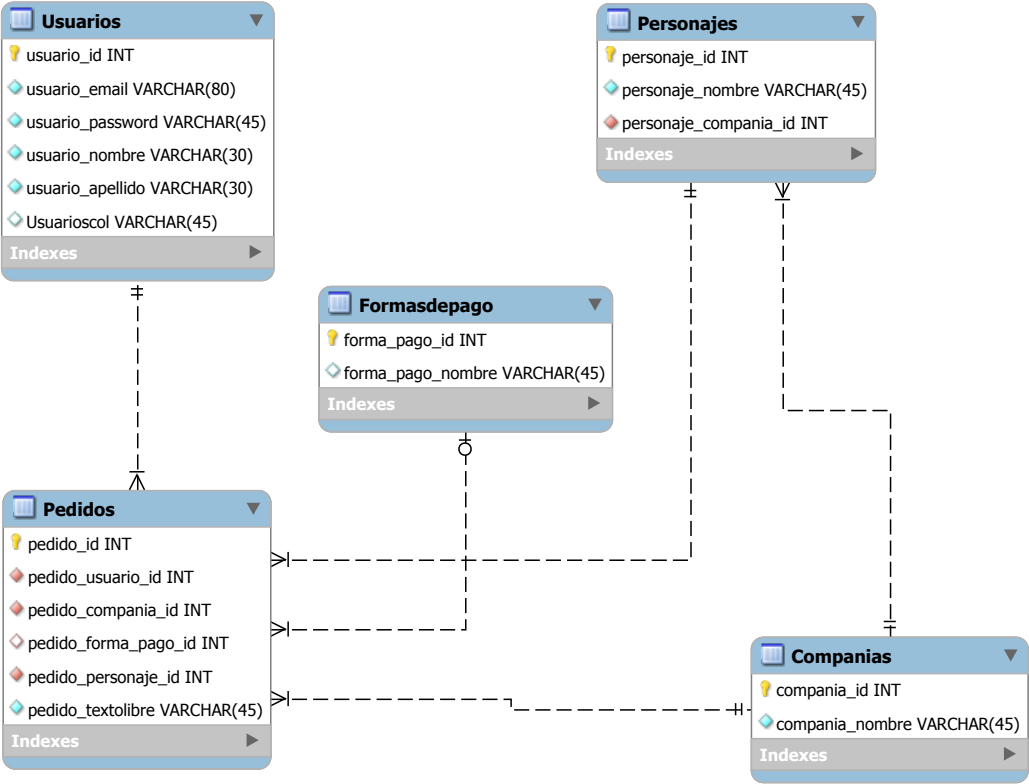 Usuarios
usuario_id INT
usuario_email VARCHAR(80)
usuario_password VARCHAR(45)
usuario_nombre VARCHAR(30)
usuario_apellido VARCHAR(30)
Usuarioscol VARCHAR(45)
Indexes
Personajes
personaje_id INT
personaje_nombre VARCHAR(45)
personaje_compania_id INT
Indexes
Formasdepago
forma_pago_id INT
forma_pago_nombre VARCHAR(45)
Indexes
Pedidos
pedido_id INT
pedido_usuario_id INT
pedido_compania_id INT
pedido_forma_pago_id INT
pedido_personaje_id INT
pedido_textolibre VARCHAR(45)
Indexes
Companias
compania_id INT
compania_nombre VARCHAR(45)
Indexes